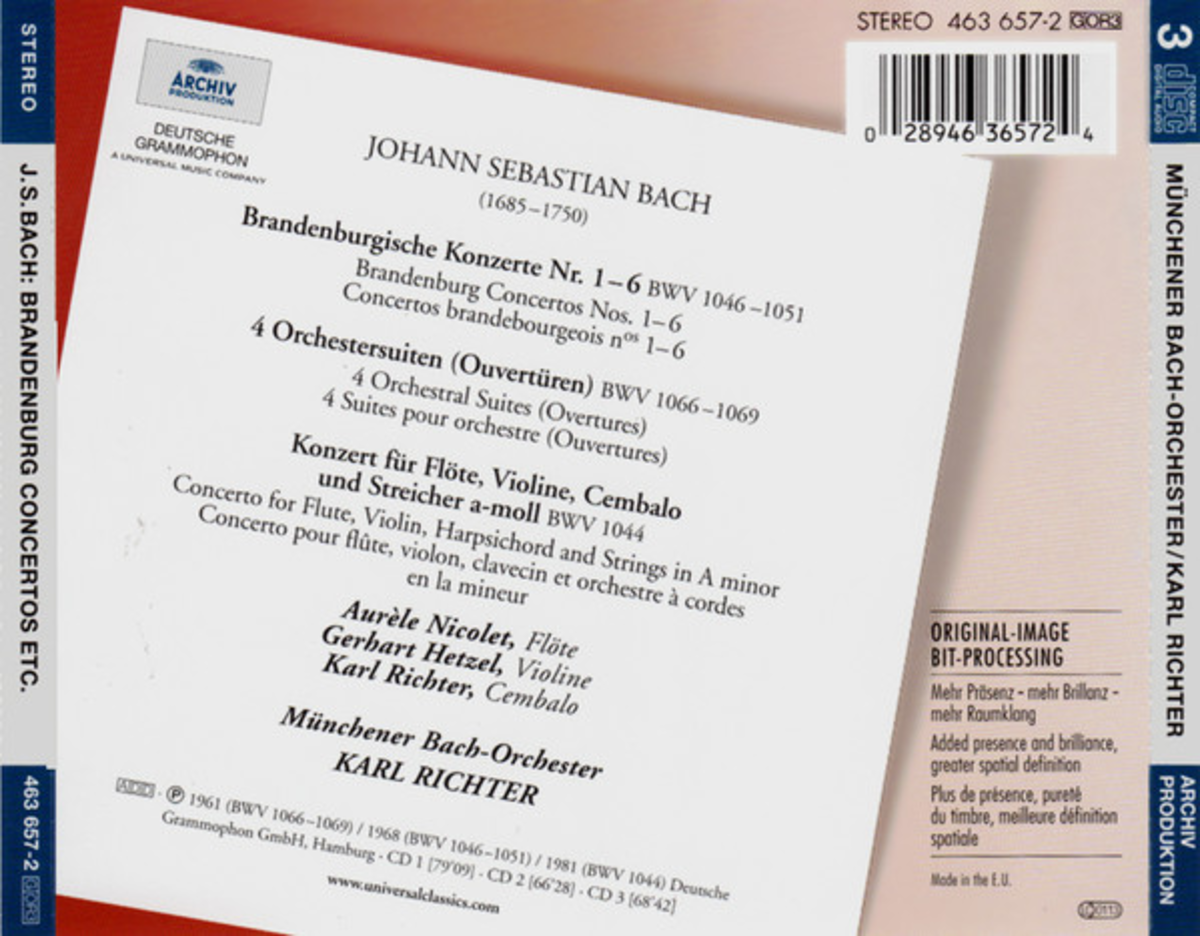 STEREO
J.S. BACH: BRANDENBURG CONCERTOS ETC.
463 657-2 GOR3
ARCHIV
PRODUKTION
DEUTSCHE
GRAMMOPHON
A UNIVERSAL MUSIC COMPANY
JOHANN SEBASTIAN BACH
(1685–1750)
Brandenburgische Konzerte Nr. 1–6 BWV 1046–1051
Brandenburg Concertos Nos. 1–6
Concertos brandebourgeois nos 1–6
4 Orchestersuiten (Ouvertüren) BWV 1066–1069
4 Orchestral Suites (Overtures)
4 Suites pour orchestre (Ouvertures)
Konzert für Flöte, Violine, Cembalo
und Streicher a-moll BWV 1044
Concerto for Flute, Violin, Harpsichord and Strings in A minor
Concerto pour flûte, violon, clavecin et orchestre à cordes
en la mineur
Aurèle Nicolet, Flöte
Gerhart Hetzel, Violine
Karl Richter, Cembalo
Münchener Bach-Orchester
KARL RICHTER
ADD · ℗ 1961 (BWV 1066–1069) / 1968 (BWV 1046–1051) / 1981 (BWV 1044) Deutsche
Grammophon GmbH, Hamburg · CD 1 [79'09] · CD 2 [66'28] · CD 3 [68'42]
www.universalclassics.com
STEREO 463 657-2 GOR3
0 28946 36572 4
ORIGINAL-IMAGE
BIT-PROCESSING
Mehr Präsenz – mehr Brillanz –
mehr Raumklang
Added presence and brilliance,
greater spatial definition
Plus de présence, pureté
du timbre, meilleure définition
spatiale
Made in the E.U.
3
COMPACT
disc
DIGITAL AUDIO
MÜNCHENER BACH-ORCHESTER/KARL RICHTER
ARCHIV
PRODUKTION